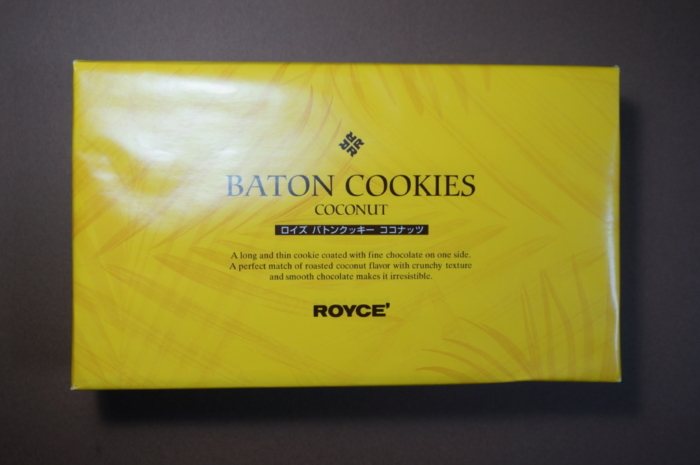 BATON COOKIES
COCONUT
ロイズ バトンクッキー ココナッツ
A long and thin cookie coated with fine chocolate on one side.
A perfect match of roasted coconut flavor with crunchy texture
and smooth chocolate makes it irresistible.
ROYCE'